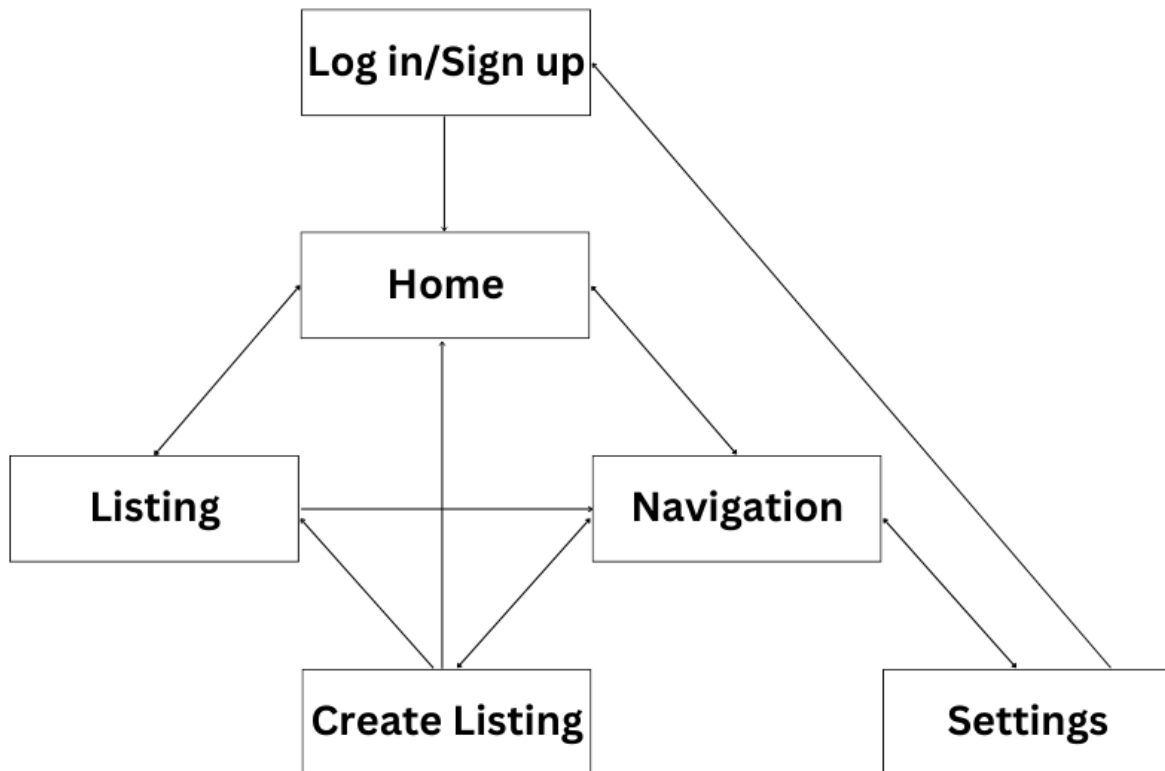 Log in/Sign up
Home
Listing
Navigation
Create Listing
Settings